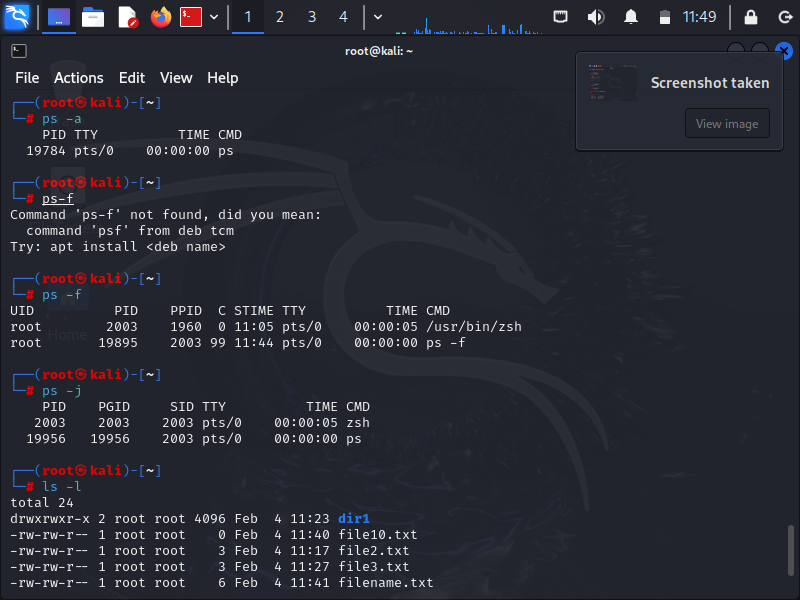 1 2 3 4 11:49
root@kali: ~
File Actions Edit View Help
Screenshot taken
View image
┌──(root㉿kali)-[~]
└─# ps -a
    PID TTY          TIME CMD
  19784 pts/0    00:00:00 ps
┌──(root㉿kali)-[~]
└─# ps-f
Command 'ps-f' not found, did you mean:
  command 'psf' from deb tcm
Try: apt install <deb name>
┌──(root㉿kali)-[~]
└─# ps -f
UID          PID    PPID  C STIME TTY          TIME CMD
root        2003    1960  0 11:05 pts/0    00:00:05 /usr/bin/zsh
root       19895    2003 99 11:44 pts/0    00:00:00 ps -f
Home
┌──(root㉿kali)-[~]
└─# ps -j
    PID    PGID     SID TTY          TIME CMD
   2003    2003    2003 pts/0    00:00:05 zsh
  19956   19956    2003 pts/0    00:00:00 ps
┌──(root㉿kali)-[~]
└─# ls -l
total 24
drwxrwxr-x 2 root root 4096 Feb  4 11:23 dir1
-rw-rw-r-- 1 root root    0 Feb  4 11:40 file10.txt
-rw-rw-r-- 1 root root    3 Feb  4 11:17 file2.txt
-rw-rw-r-- 1 root root    3 Feb  4 11:27 file3.txt
-rw-rw-r-- 1 root root    6 Feb  4 11:41 filename.txt